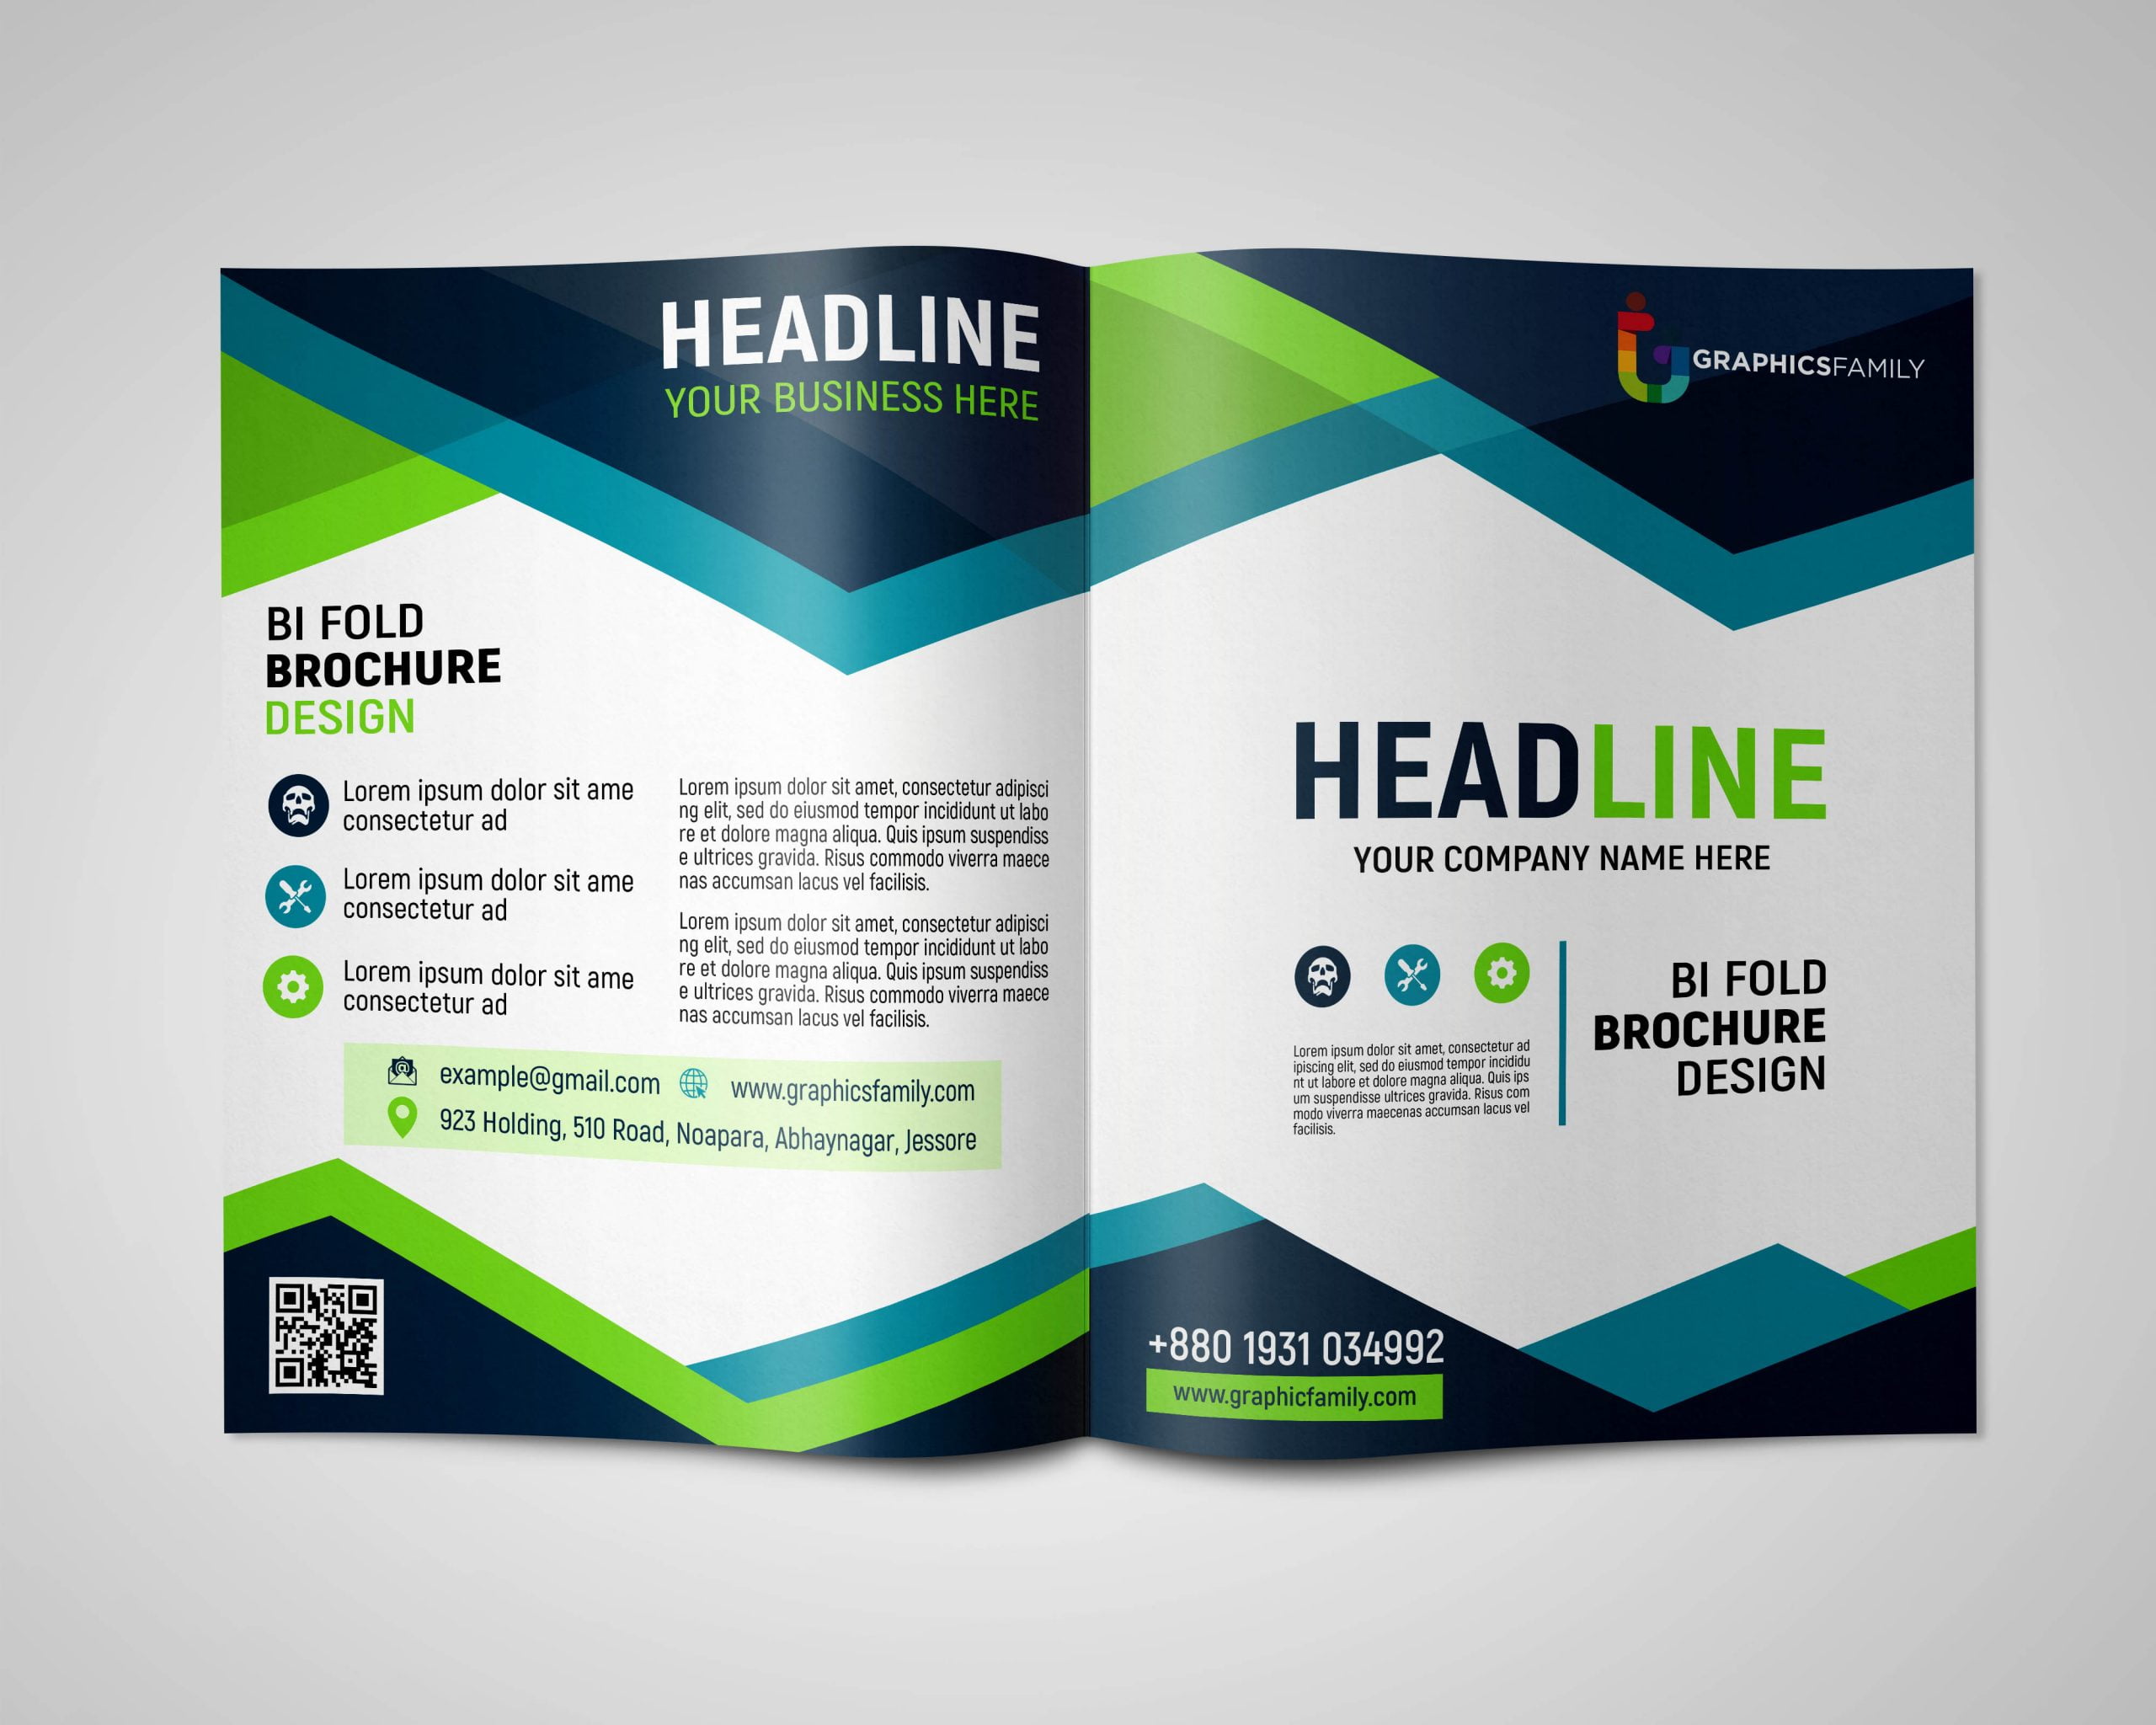 HEADLINE
YOUR BUSINESS HERE
BI FOLD
BROCHURE
DESIGN
Lorem ipsum dolor sit ame
consectetur ad
Lorem ipsum dolor sit ame
consectetur ad
Lorem ipsum dolor sit ame
consectetur ad
Lorem ipsum dolor sit amet, consectetur adipisci
ng elit, sed do eiusmod tempor incididunt ut labo
re et dolore magna aliqua. Quis ipsum suspendiss
e ultrices gravida. Risus commodo viverra maece
nas accumsan lacus vel facilisis.
Lorem ipsum dolor sit amet, consectetur adipisci
ng elit, sed do eiusmod tempor incididunt ut labo
re et dolore magna aliqua. Quis ipsum suspendiss
e ultrices gravida. Risus commodo viverra maece
nas accumsan lacus vel facilisis.
example@gmail.com www.graphicsfamily.com
923 Holding, 510 Road, Noapara, Abhaynagar, Jessore
GRAPHICSFAMILY
HEADLINE
YOUR COMPANY NAME HERE
Lorem ipsum dolor sit amet, consectetur ad
ipiscing elit, sed do eiusmod tempor incididu
nt ut labore et dolore magna aliqua. Quis ips
um suspendisse ultrices gravida. Risus com
modo viverra maecenas accumsan lacus vel
facilisis.
BI FOLD
BROCHURE
DESIGN
+880 1931 034992
www.graphicfamily.com